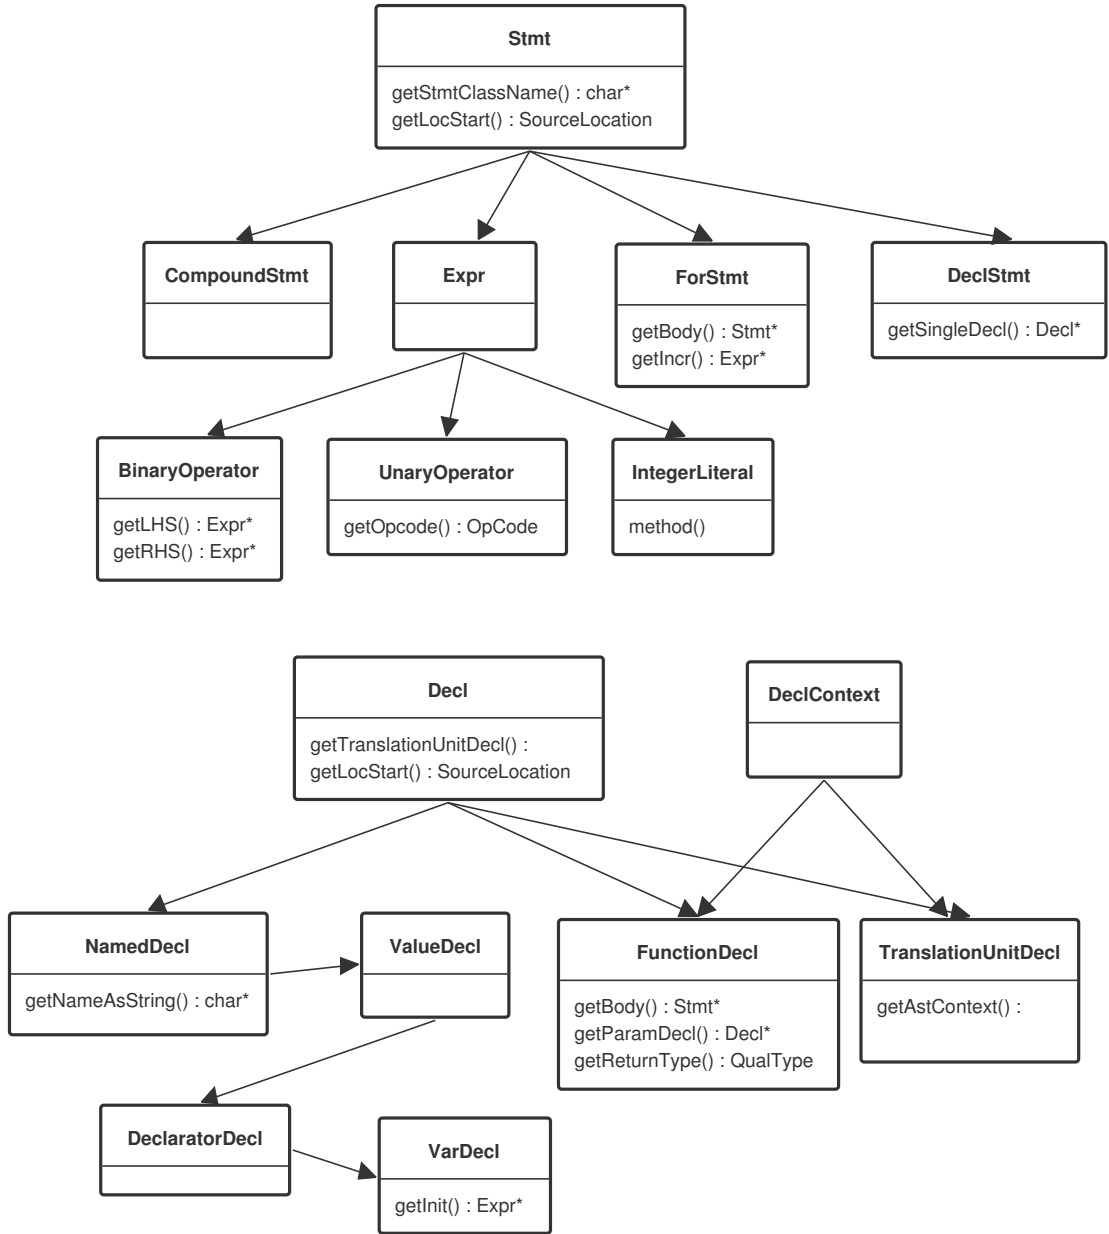 Stmt
getStmtClassName() : char*
getLocStart() : SourceLocation
CompoundStmt
Expr
ForStmt
getBody() : Stmt*
getIncr() : Expr*
DeclStmt
getSingleDecl() : Decl*
BinaryOperator
getLHS() : Expr*
getRHS() : Expr*
UnaryOperator
getOpcode() : OpCode
IntegerLiteral
method()
Decl
getTranslationUnitDecl() :
getLocStart() : SourceLocation
DeclContext
NamedDecl
getNameAsString() : char*
ValueDecl
FunctionDecl
getBody() : Stmt*
getParamDecl() : Decl*
getReturnType() : QualType
TranslationUnitDecl
getAstContext() :
DeclaratorDecl
VarDecl
getInit() : Expr*